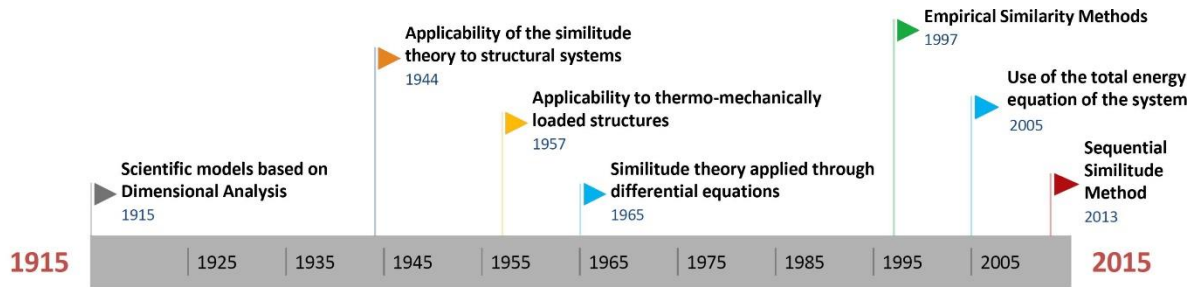 Scientific models based on
Dimensional Analysis
1915
Applicability of the similitude
theory to structural systems
1944
Applicability to thermo-mechanically
loaded structures
1957
Similitude theory applied through
differential equations
1965
Empirical Similarity Methods
1997
Use of the total energy
equation of the system
2005
Sequential
Similitude
Method
2013
1915
1925
1935
1945
1955
1965
1975
1985
1995
2005
2015